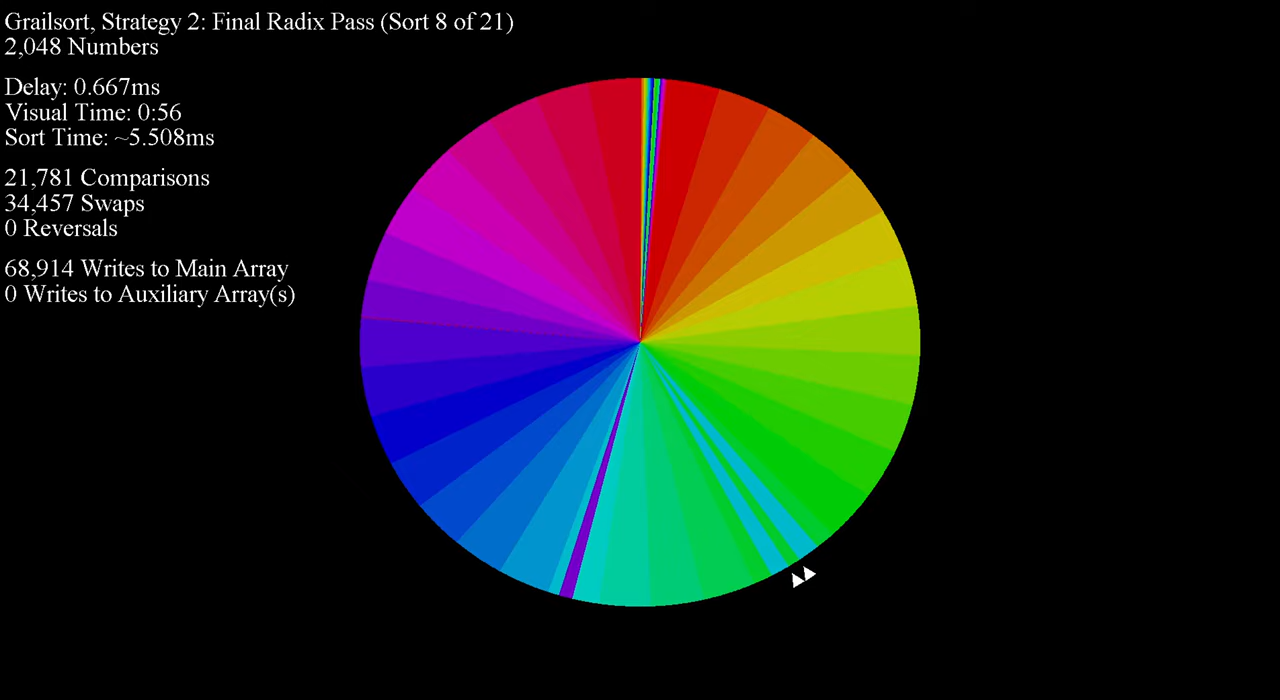 Grailsort, Strategy 2: Final Radix Pass (Sort 8 of 21)
2,048 Numbers
Delay: 0.667ms
Visual Time: 0:56
Sort Time: ~5.508ms
21,781 Comparisons
34,457 Swaps
0 Reversals
68,914 Writes to Main Array
0 Writes to Auxiliary Array(s)